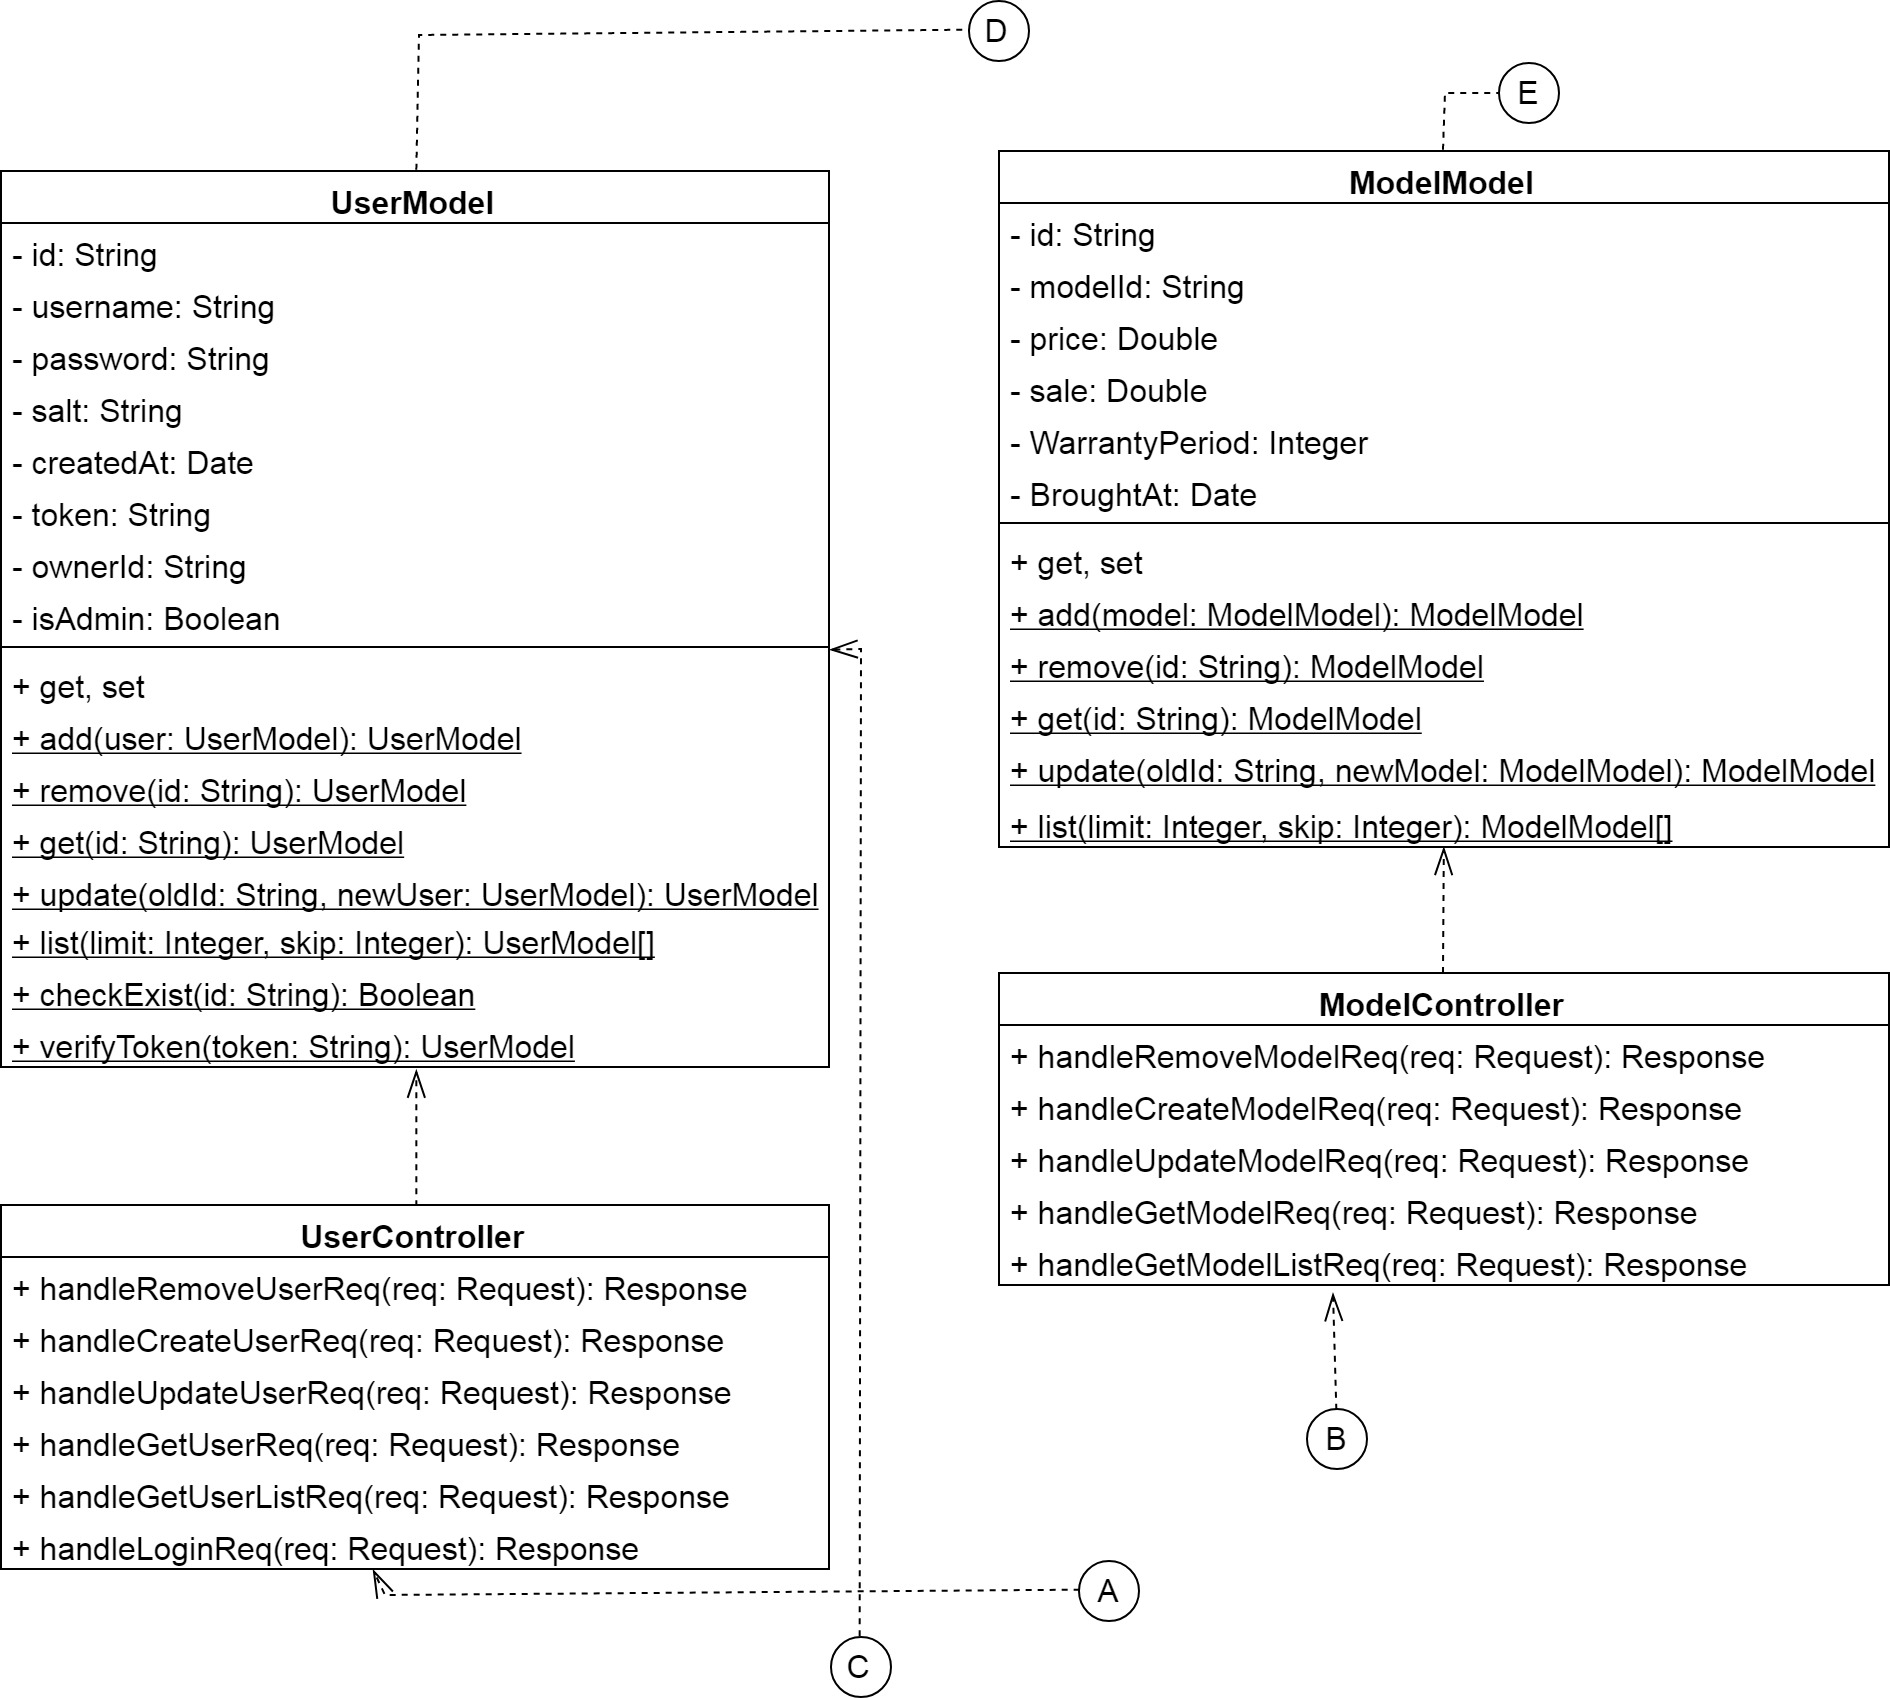 D
E
UserModel
- id: String
- username: String
- password: String
- salt: String
- createdAt: Date
- token: String
- ownerId: String
- isAdmin: Boolean
+ get, set
+ add(user: UserModel): UserModel
+ remove(id: String): UserModel
+ get(id: String): UserModel
+ update(oldId: String, newUser: UserModel): UserModel
+ list(limit: Integer, skip: Integer): UserModel[]
+ checkExist(id: String): Boolean
+ verifyToken(token: String): UserModel
ModelModel
- id: String
- modelId: String
- price: Double
- sale: Double
- WarrantyPeriod: Integer
- BroughtAt: Date
+ get, set
+ add(model: ModelModel): ModelModel
+ remove(id: String): ModelModel
+ get(id: String): ModelModel
+ update(oldId: String, newModel: ModelModel): ModelModel
+ list(limit: Integer, skip: Integer): ModelModel[]
UserController
+ handleRemoveUserReq(req: Request): Response
+ handleCreateUserReq(req: Request): Response
+ handleUpdateUserReq(req: Request): Response
+ handleGetUserReq(req: Request): Response
+ handleGetUserListReq(req: Request): Response
+ handleLoginReq(req: Request): Response
ModelController
+ handleRemoveModelReq(req: Request): Response
+ handleCreateModelReq(req: Request): Response
+ handleUpdateModelReq(req: Request): Response
+ handleGetModelReq(req: Request): Response
+ handleGetModelListReq(req: Request): Response
B
A
C